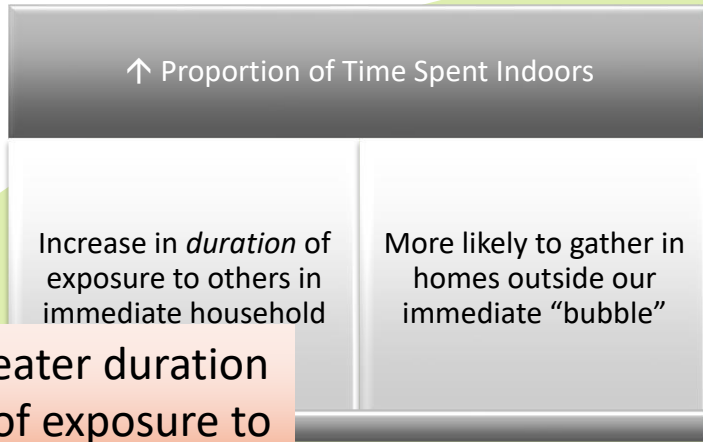 ↑ Proportion of Time Spent Indoors
Increase in duration of
exposure to others in
immediate household
More likely to gather in
homes outside our
immediate “bubble”
eater duration
of exposure to